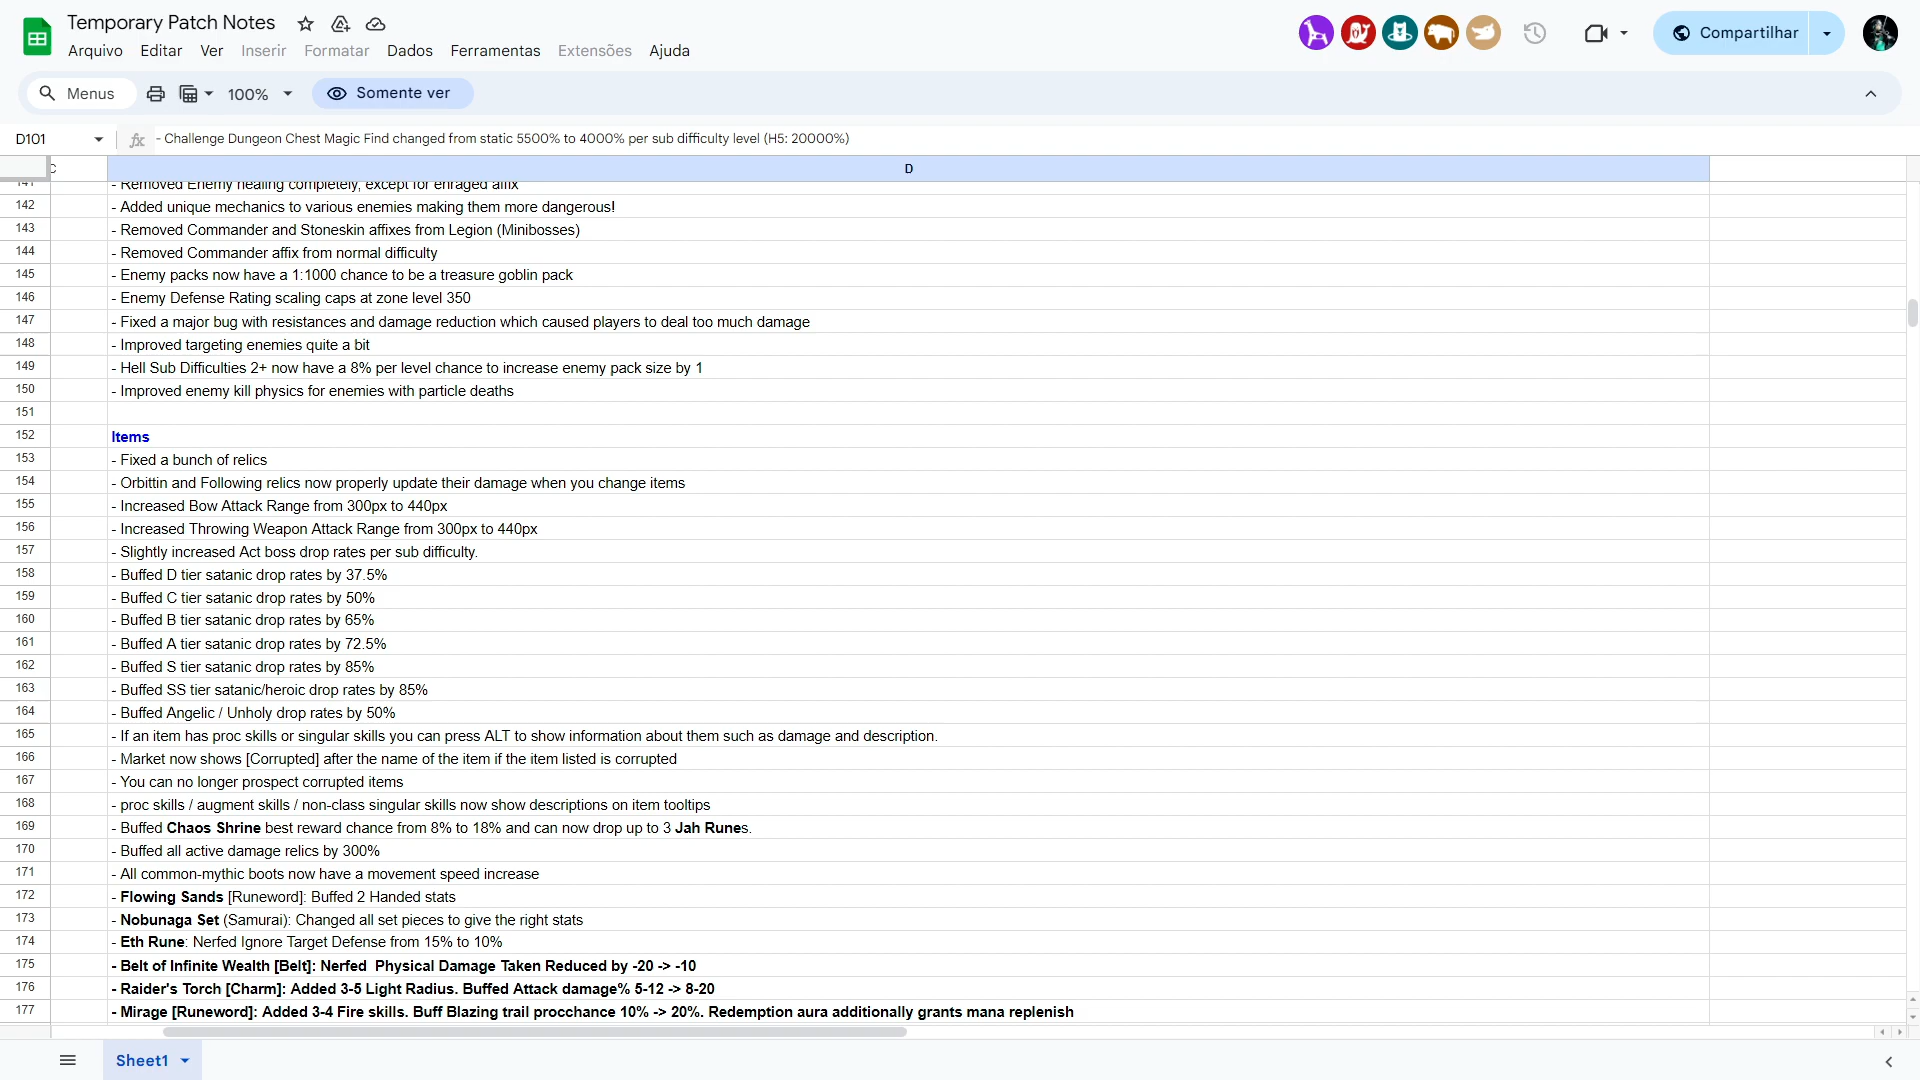 Temporary Patch Notes
Arquivo Editar Ver Inserir Formatar Dados Ferramentas Extensões Ajuda
Compartilhar
Menus 100% Somente ver
D101 fx - Challenge Dungeon Chest Magic Find changed from static 5500% to 4000% per sub difficulty level (H5: 20000%)
C D
141 - Removed Enemy healing completely, except for enraged affix
142 - Added unique mechanics to various enemies making them more dangerous!
143 - Removed Commander and Stoneskin affixes from Legion (Minibosses)
144 - Removed Commander affix from normal difficulty
145 - Enemy packs now have a 1:1000 chance to be a treasure goblin pack
146 - Enemy Defense Rating scaling caps at zone level 350
147 - Fixed a major bug with resistances and damage reduction which caused players to deal too much damage
148 - Improved targeting enemies quite a bit
149 - Hell Sub Difficulties 2+ now have a 8% per level chance to increase enemy pack size by 1
150 - Improved enemy kill physics for enemies with particle deaths
151
152 Items
153 - Fixed a bunch of relics
154 - Orbittin and Following relics now properly update their damage when you change items
155 - Increased Bow Attack Range from 300px to 440px
156 - Increased Throwing Weapon Attack Range from 300px to 440px
157 - Slightly increased Act boss drop rates per sub difficulty.
158 - Buffed D tier satanic drop rates by 37.5%
159 - Buffed C tier satanic drop rates by 50%
160 - Buffed B tier satanic drop rates by 65%
161 - Buffed A tier satanic drop rates by 72.5%
162 - Buffed S tier satanic drop rates by 85%
163 - Buffed SS tier satanic/heroic drop rates by 85%
164 - Buffed Angelic / Unholy drop rates by 50%
165 - If an item has proc skills or singular skills you can press ALT to show information about them such as damage and description.
166 - Market now shows [Corrupted] after the name of the item if the item listed is corrupted
167 - You can no longer prospect corrupted items
168 - proc skills / augment skills / non-class singular skills now show descriptions on item tooltips
169 - Buffed Chaos Shrine best reward chance from 8% to 18% and can now drop up to 3 Jah Runes.
170 - Buffed all active damage relics by 300%
171 - All common-mythic boots now have a movement speed increase
172 - Flowing Sands [Runeword]: Buffed 2 Handed stats
173 - Nobunaga Set (Samurai): Changed all set pieces to give the right stats
174 - Eth Rune: Nerfed Ignore Target Defense from 15% to 10%
175 - Belt of Infinite Wealth [Belt]: Nerfed  Physical Damage Taken Reduced by -20 -> -10
176 - Raider's Torch [Charm]: Added 3-5 Light Radius. Buffed Attack damage% 5-12 -> 8-20
177 - Mirage [Runeword]: Added 3-4 Fire skills. Buff Blazing trail procchance 10% -> 20%. Redemption aura additionally grants mana replenish
Sheet1